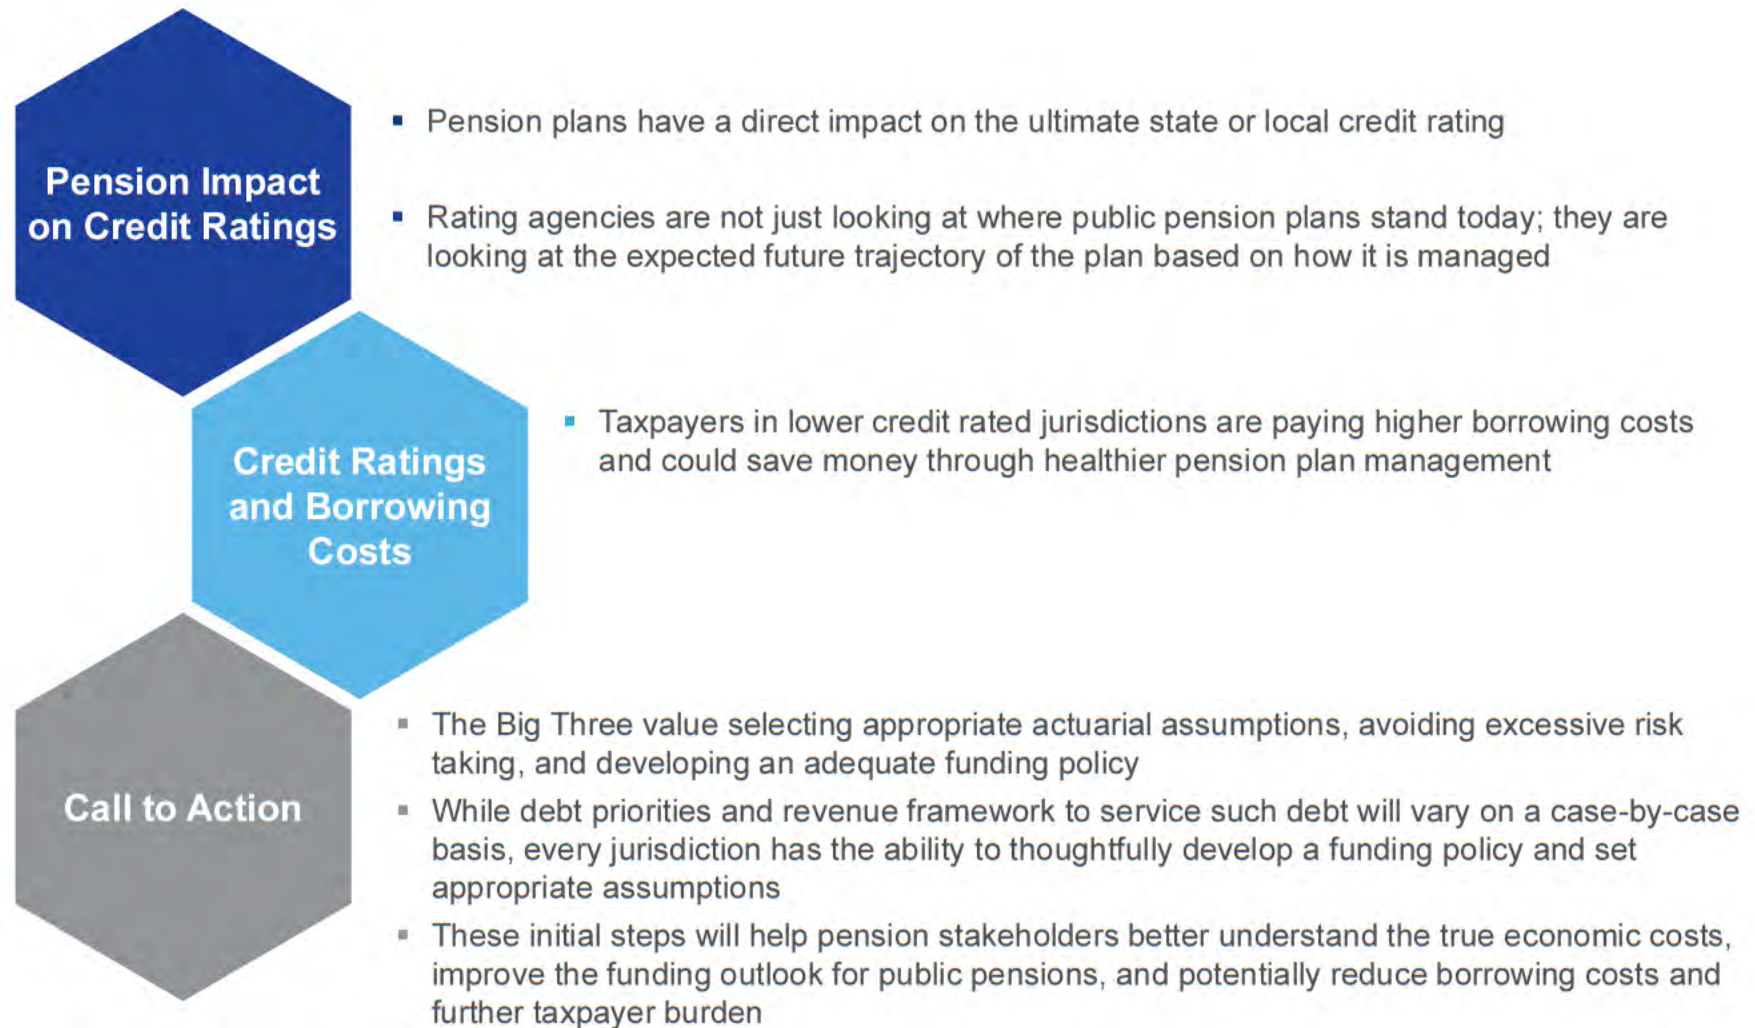 Pension Impact
on Credit Ratings
▪ Pension plans have a direct impact on the ultimate state or local credit rating
▪ Rating agencies are not just looking at where public pension plans stand today; they are
looking at the expected future trajectory of the plan based on how it is managed
Credit Ratings
and Borrowing
Costs
▪ Taxpayers in lower credit rated jurisdictions are paying higher borrowing costs
and could save money through healthier pension plan management
Call to Action
▪ The Big Three value selecting appropriate actuarial assumptions, avoiding excessive risk
taking, and developing an adequate funding policy
▪ While debt priorities and revenue framework to service such debt will vary on a case-by-case
basis, every jurisdiction has the ability to thoughtfully develop a funding policy and set
appropriate assumptions
▪ These initial steps will help pension stakeholders better understand the true economic costs,
improve the funding outlook for public pensions, and potentially reduce borrowing costs and
further taxpayer burden